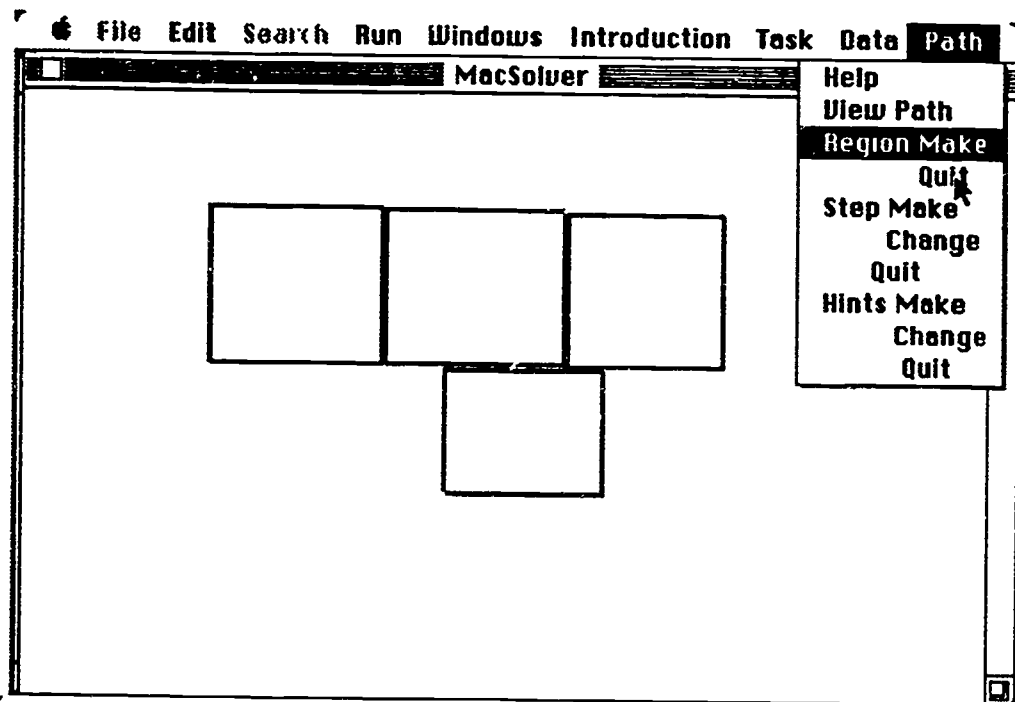 File Edit Search Run Windows Introduction Task Data Path
MacSolver
Help
View Path
Region Make
Quit
Step Make
Change
Quit
Hints Make
Change
Quit